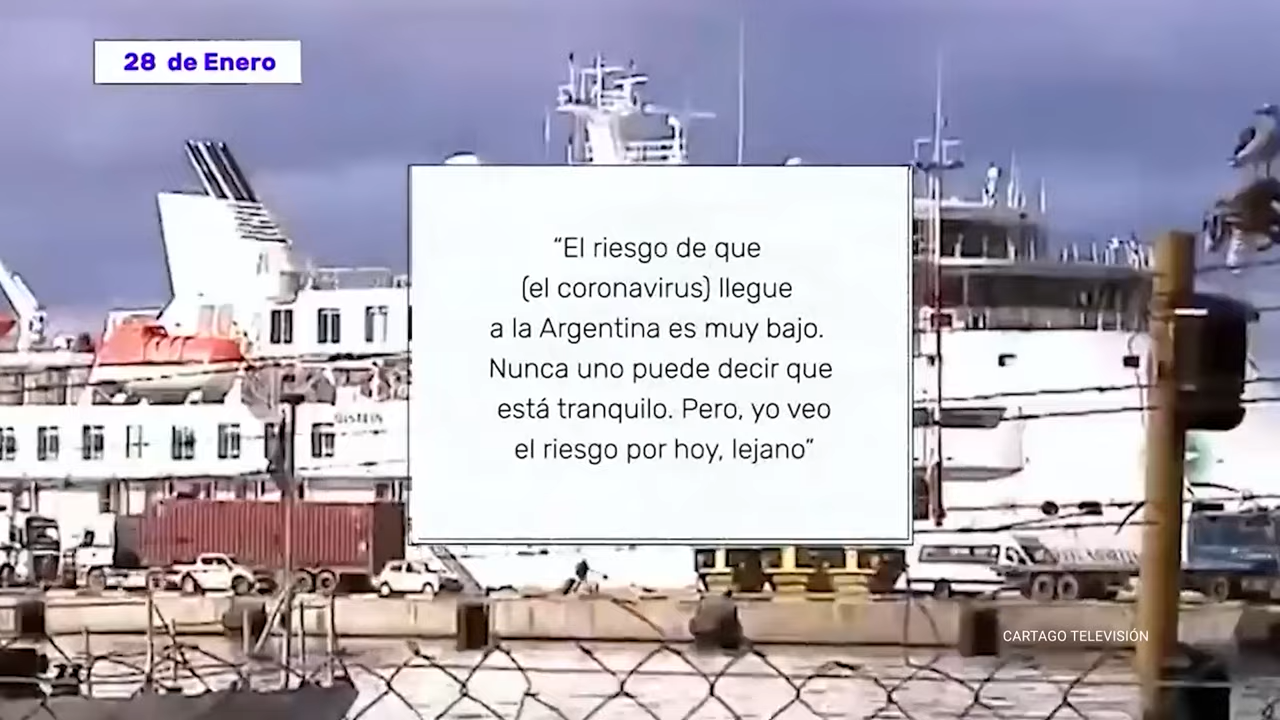 28 de Enero
“El riesgo de que
(el coronavirus) llegue
a la Argentina es muy bajo.
Nunca uno puede decir que
está tranquilo. Pero, yo veo
el riesgo por hoy, lejano”
CARTAGO TELEVISIÓN